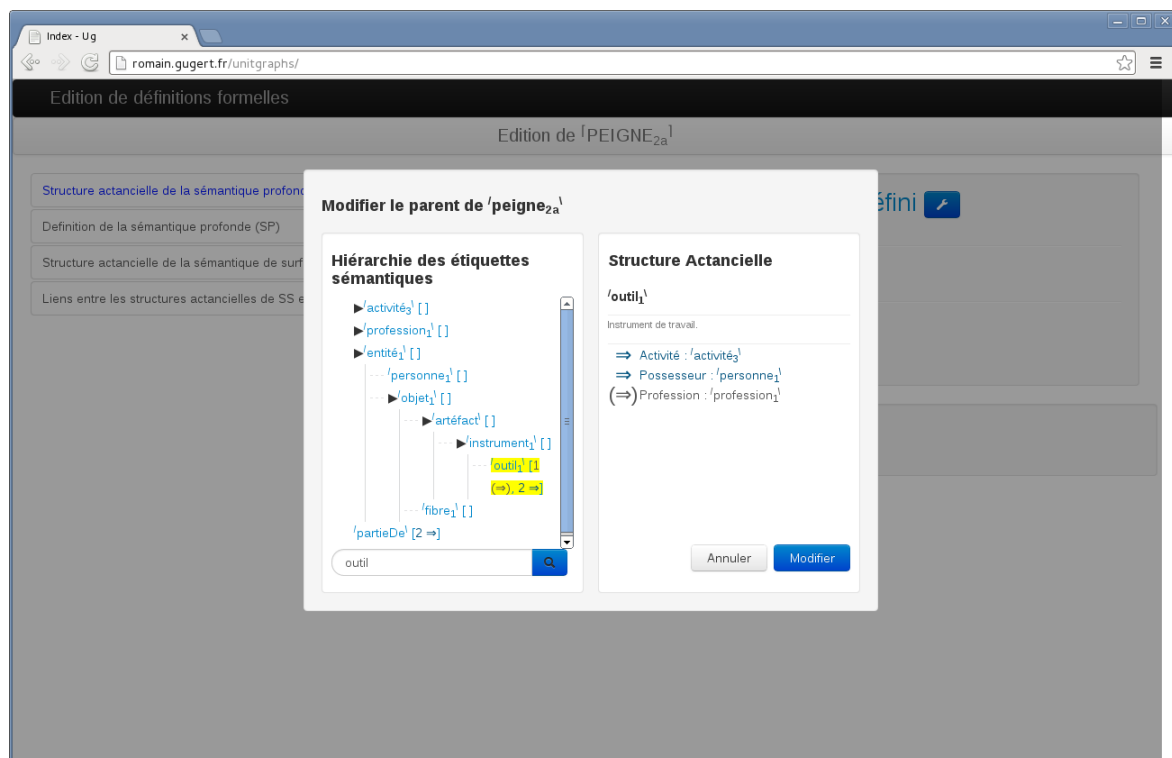 Index - Ug
romain.gugert.fr/unitgraphs/
Edition de définitions formelles
Edition de ⌈PEIGNE2a⌉
Structure actancielle de la sémantique profond
Definition de la sémantique profonde (SP)
Structure actancielle de la sémantique de surf
Liens entre les structures actancielles de SS e
éfini
Modifier le parent de /peigne2a\
Hiérarchie des étiquettes
sémantiques
▶/activité3\ [ ]
▶/profession1\ [ ]
▶/entité1\ [ ]
/personne1\ [ ]
▶/objet1\ [ ]
▶/artéfact\ [ ]
▶/instrument1\ [ ]
/outil1\ [1
(⇒), 2 ⇒]
/fibre1\ [ ]
/partieDe\ [2 ⇒]
outil
Structure Actancielle
/outil1\
Instrument de travail.
⇒ Activité : /activité3\
⇒ Possesseur : /personne1\
(⇒) Profession : /profession1\
Annuler
Modifier